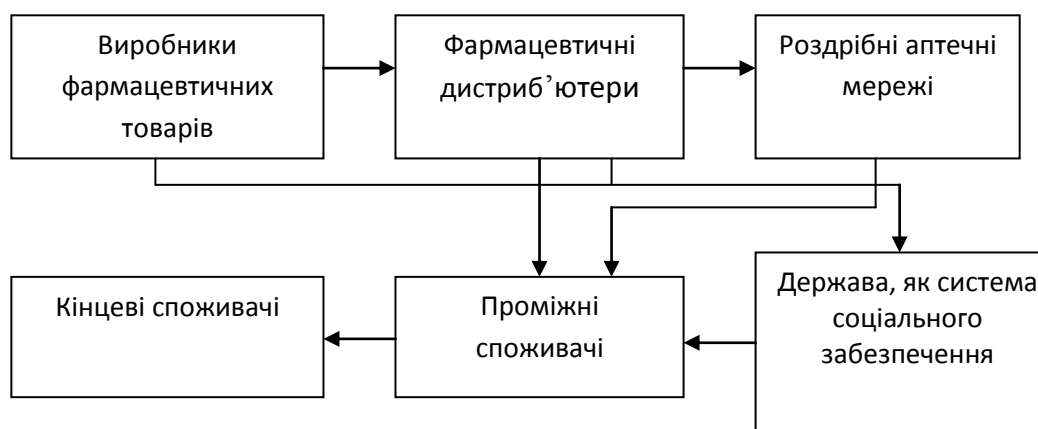 Виробники
фармацевтичних
товарів
Фармацевтичні
дистриб’ютери
Роздрібні аптечні
мережі
Кінцеві споживачі
Проміжні
споживачі
Держава, як система
соціального
забезпечення